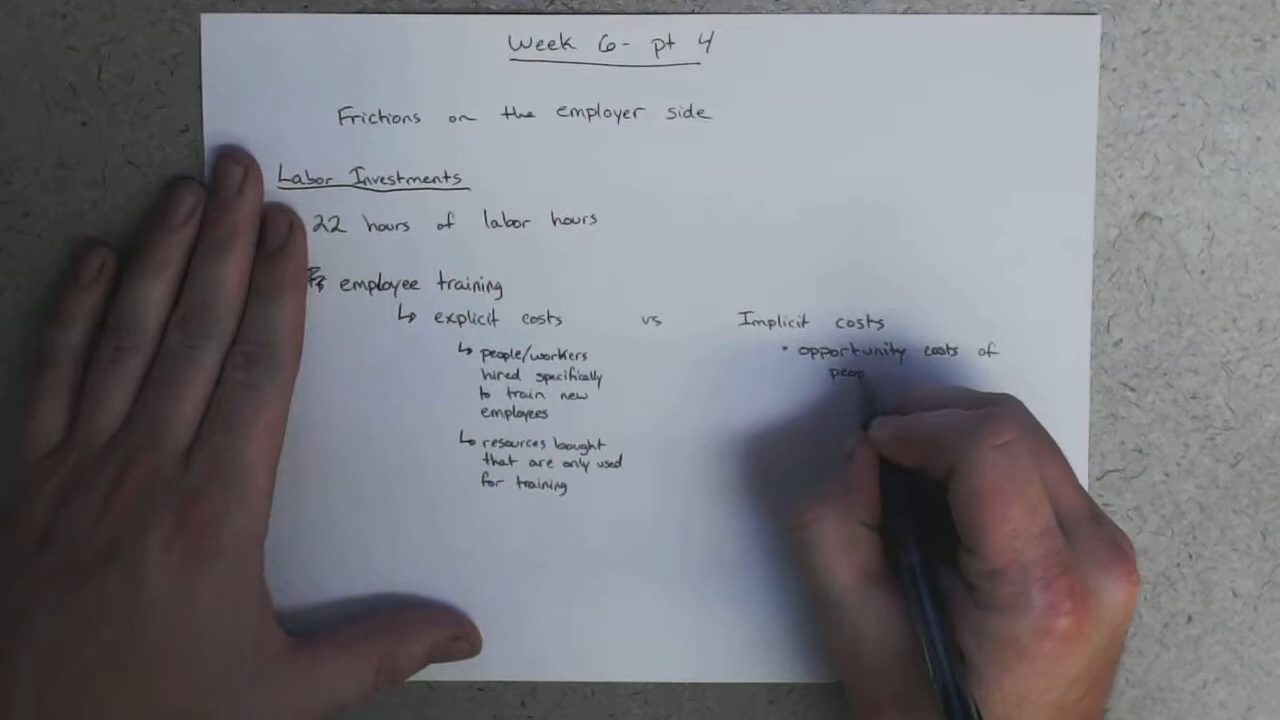 Week 6- pt 4
Frictions on the employer side
Labor Investments
22 hours of labor hours
employee training
↳ explicit costs vs Implicit costs
↳ people/workers
hired specifically
to train new
employees
↳ resources bought
that are only used
for training
• opportunity costs of
peop